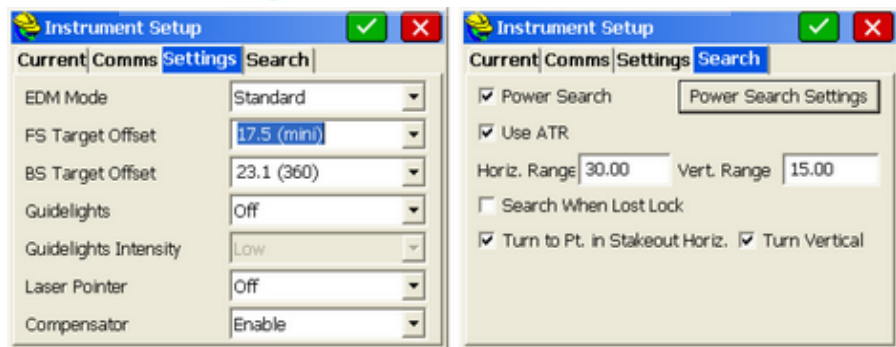 Instrument Setup
Current Comms Settings Search
EDM Mode Standard
FS Target Offset 17.5 (mini)
BS Target Offset 23.1 (360)
Guidelights Off
Guidelights Intensity Low
Laser Pointer Off
Compensator Enable
Instrument Setup
Current Comms Settings Search
Power Search Power Search Settings
Use ATR
Horiz. Range 30.00 Vert. Range 15.00
Search When Lost Lock
Turn to Pt. in Stakeout Horiz. Turn Vertical